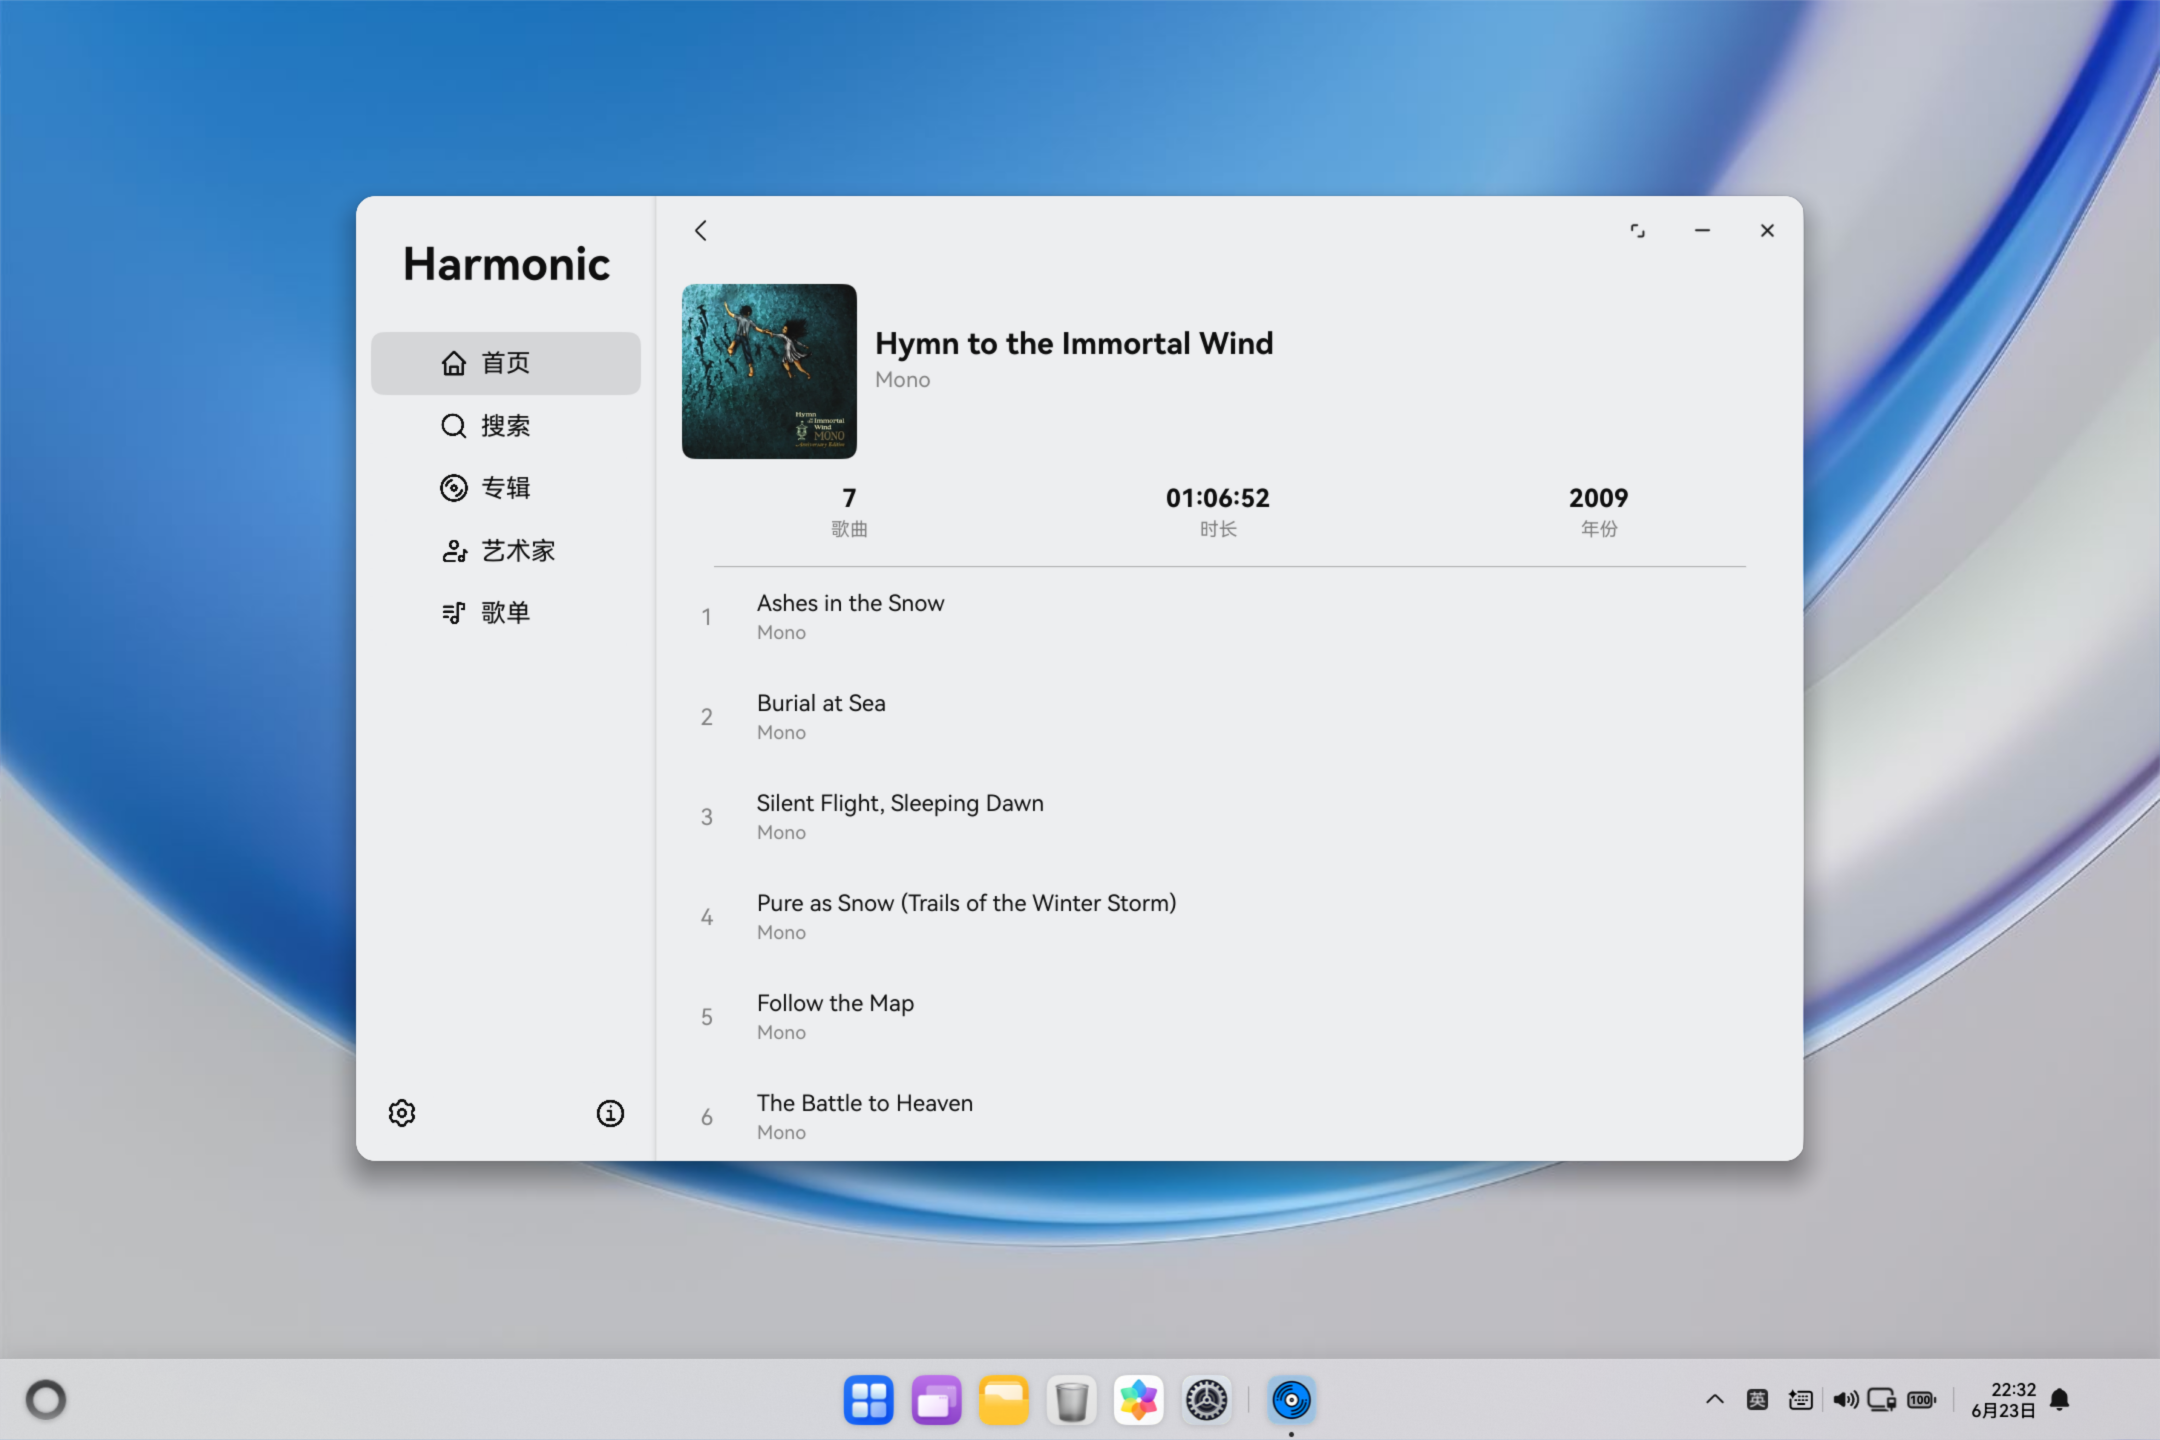 Harmonic
首页
搜索
专辑
艺术家
歌单
Hymn to the Immortal Wind
Mono
Hymn
Immortal
Wind
MONO
Anniversary Edition
7
歌曲
01:06:52
时长
2009
年份
1
Ashes in the Snow
Mono
2
Burial at Sea
Mono
3
Silent Flight, Sleeping Dawn
Mono
4
Pure as Snow (Trails of the Winter Storm)
Mono
5
Follow the Map
Mono
6
The Battle to Heaven
Mono
英
100
22:32
6月23日